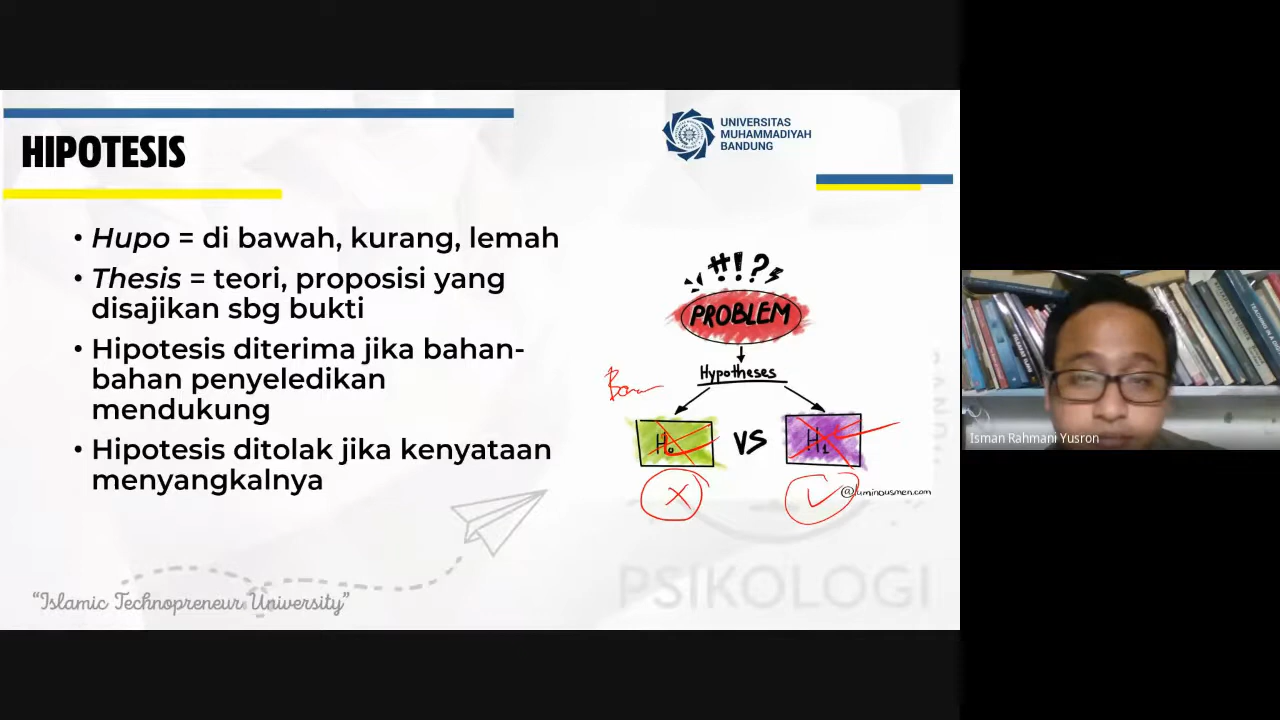 HIPOTESIS
UNIVERSITAS
MUHAMMADIYAH
BANDUNG
• Hupo = di bawah, kurang, lemah
• Thesis = teori, proposisi yang
disajikan sbg bukti
• Hipotesis diterima jika bahan-
bahan penyeledikan
mendukung
• Hipotesis ditolak jika kenyataan
menyangkalnya
#!?
PROBLEM
Hypotheses
H₀ VS H₁
@luminousmen.com
PSIKOLOGI
"Islamic Technopreneur University"
Isman Rahmani Yusron